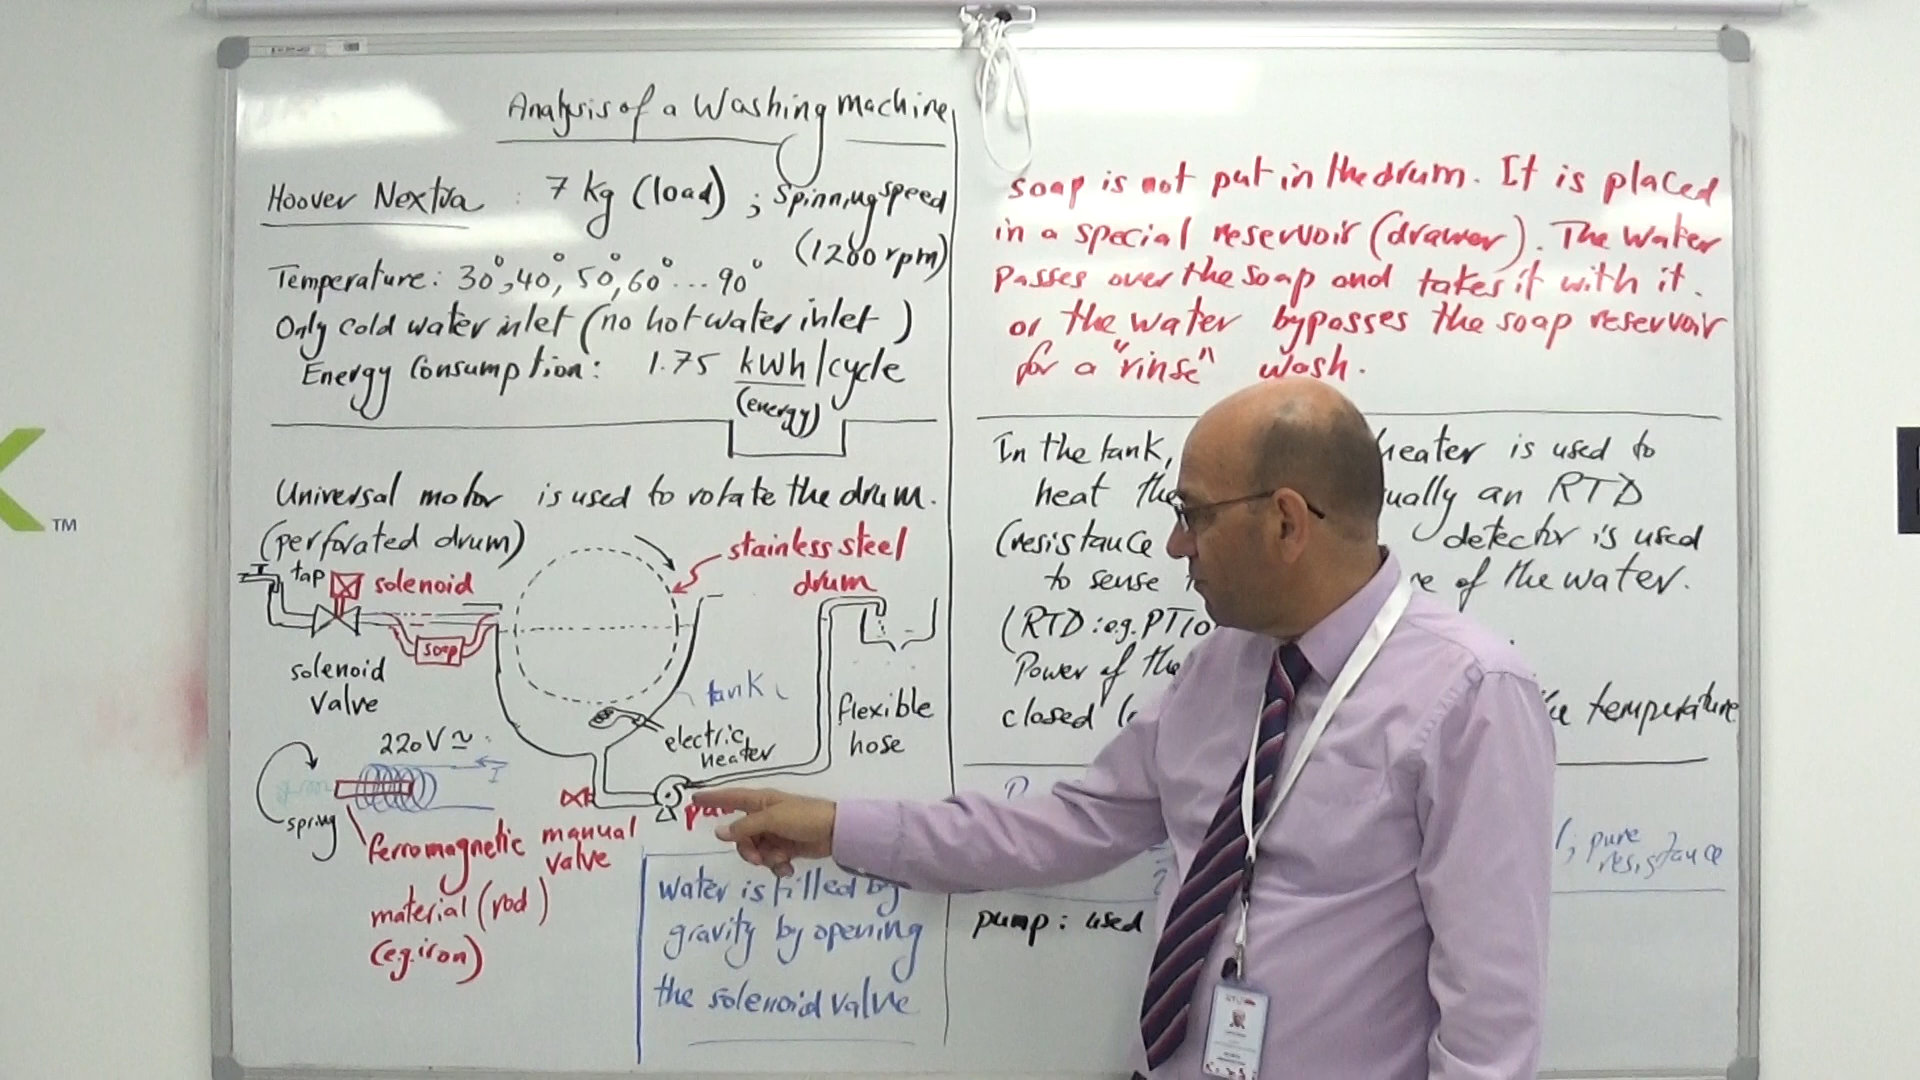 Analysis of a Washing machine
Hoover Nextra : 7 kg (load) ; Spinning speed
(1200 rpm)
Temperature: 30°, 40°, 50°, 60° ... 90°
Only cold water inlet (no hot water inlet)
Energy Consumption: 1.75 kWh/cycle
(energy)
Universal motor is used to rotate the drum.
(perforated drum)
stainless steel
drum
tap
solenoid
soap
solenoid
valve
tank
electric
heater
flexible
hose
220V ~
I
spring
ferromagnetic
material (rod)
(e.g. iron)
manual
valve
water is filled by
gravity by opening
the solenoid valve
soap is not put in the drum. It is placed
in a special reservoir (drawer). The water
passes over the soap and takes it with it.
or the water bypasses the soap reservoir
for a "rinse" wash.
In the tank, heater is used to
heat the an RTD
(resistance detector is used
to sense of the water.
(RTD: e.g.
Power of the
closed temperature
; pure
resistance
pump: used
TM